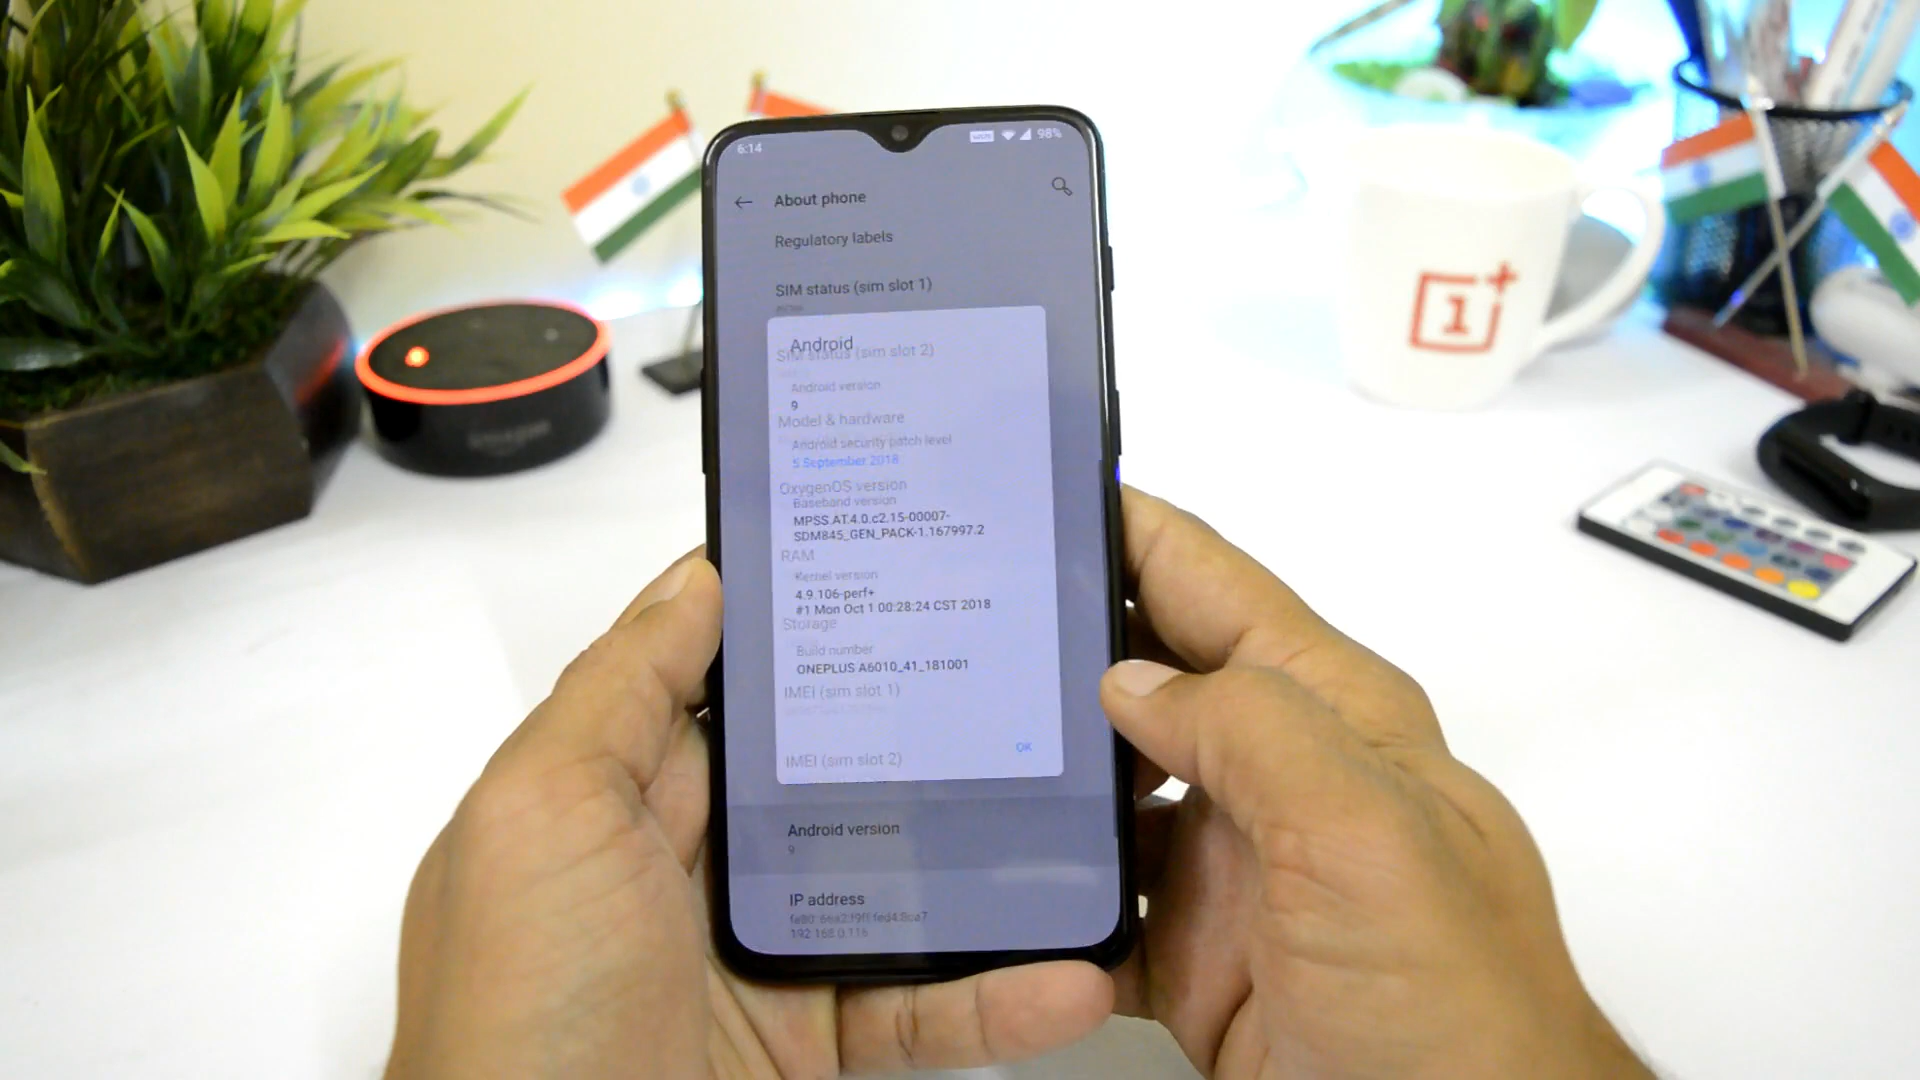 6:14
98%
About phone
Regulatory labels
SIM status (sim slot 1)
Android
SIM status (sim slot 2)
Android version
9
Model & hardware
Android security patch level
5 September 2018
OxygenOS version
Baseband version
MPSS.AT.4.0.c2.15-00007-
SDM845_GEN_PACK-1.167997.2
RAM
Kernel version
4.9.106-perf+
#1 Mon Oct 1 00:28:24 CST 2018
Storage
Build number
ONEPLUS A6010_41_181001
IMEI (sim slot 1)
OK
IMEI (sim slot 2)
Android version
9
IP address
192.168.0.116
1+